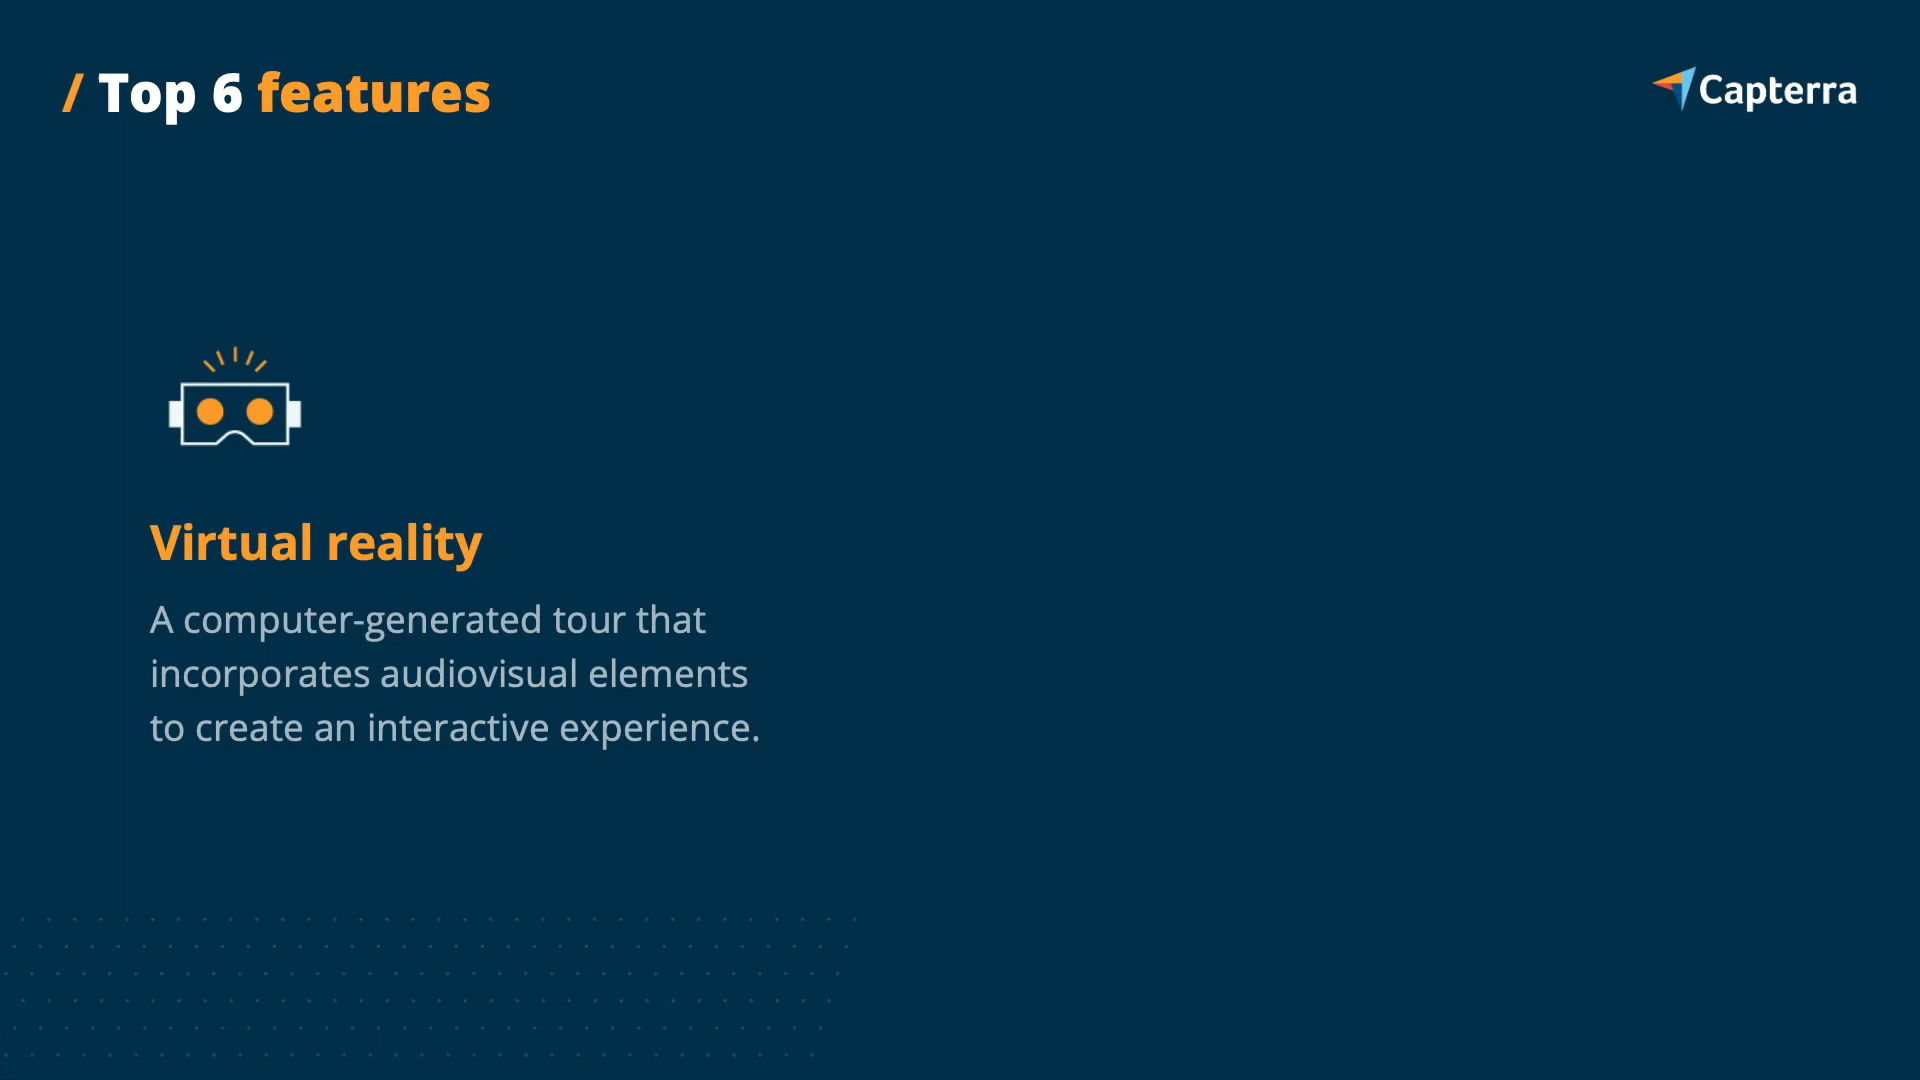 / Top 6 features
Capterra
Virtual reality
A computer-generated tour that
incorporates audiovisual elements
to create an interactive experience.